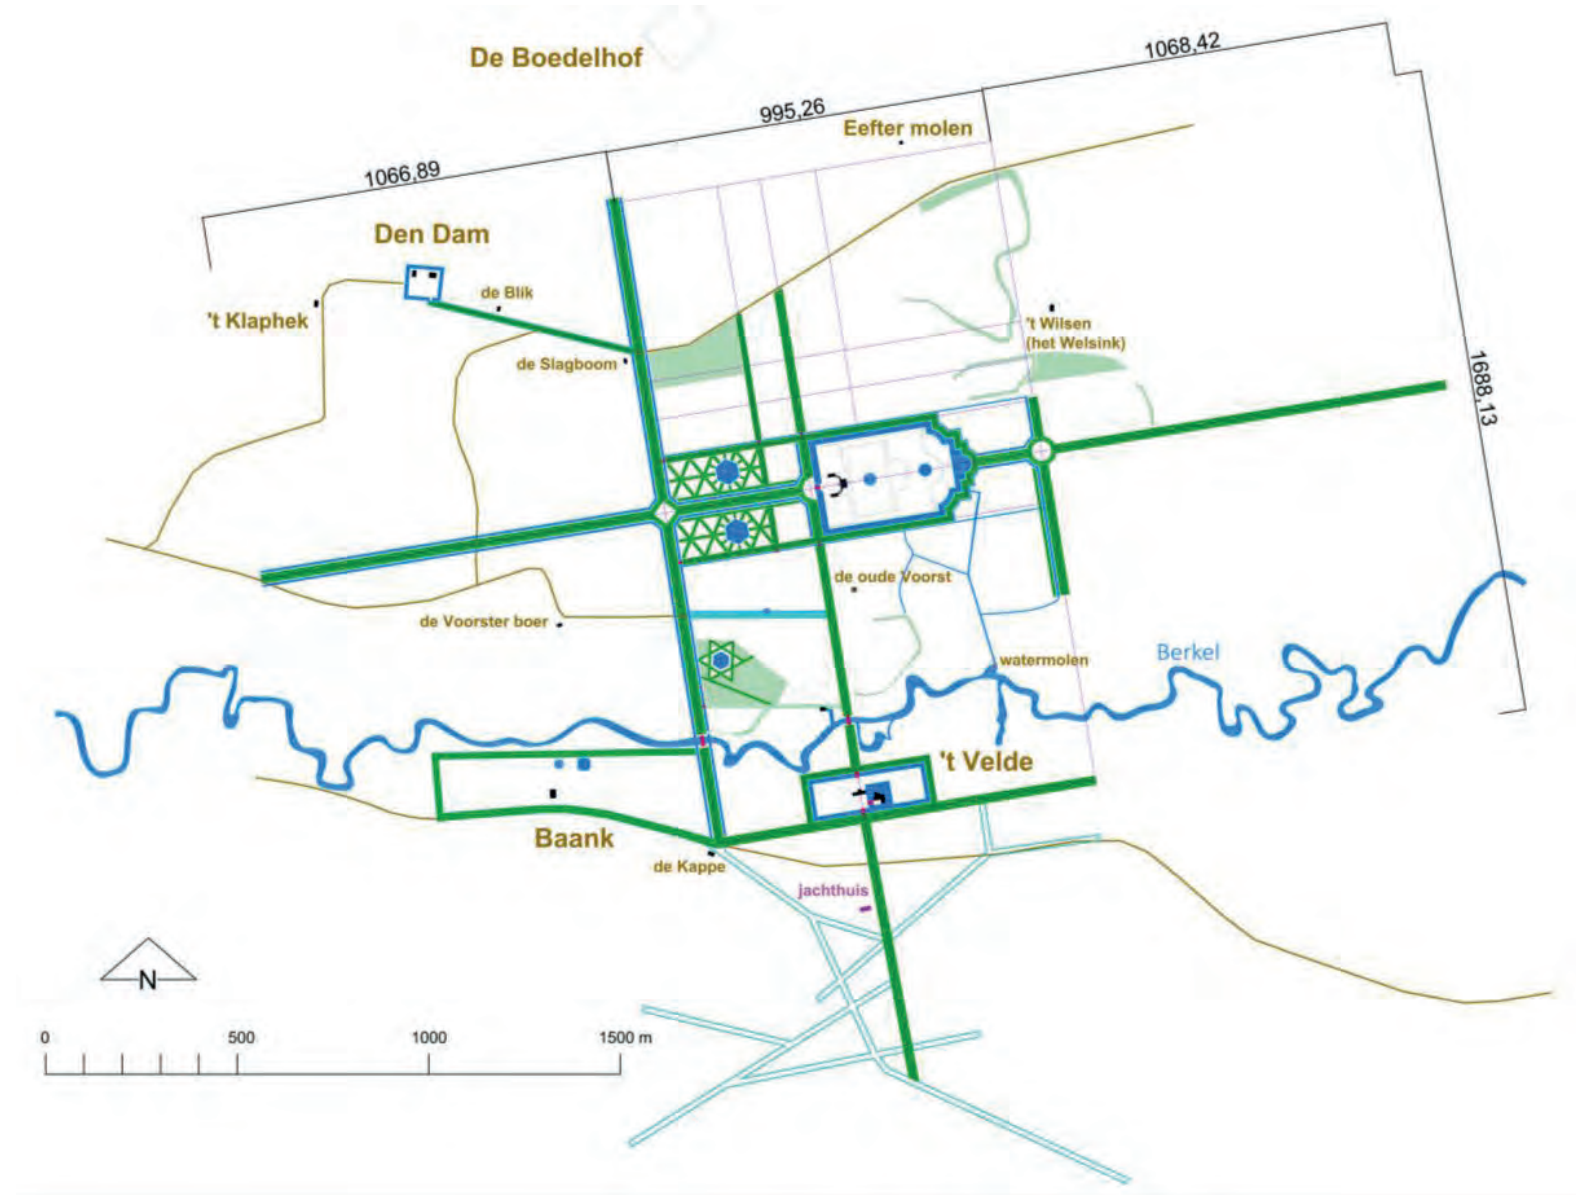 De Boedelhof
1068,42
995,26
Eefter molen
1066,89
Den Dam
de Blik
't Klaphek
't Wilsen
(het Welsink)
de Slagboom
1688,13
de oude Voorst
de Voorster boer
watermolen
Berkel
't Velde
Baank
de Kappe
jachthuis
N
0 500 1000 1500 m